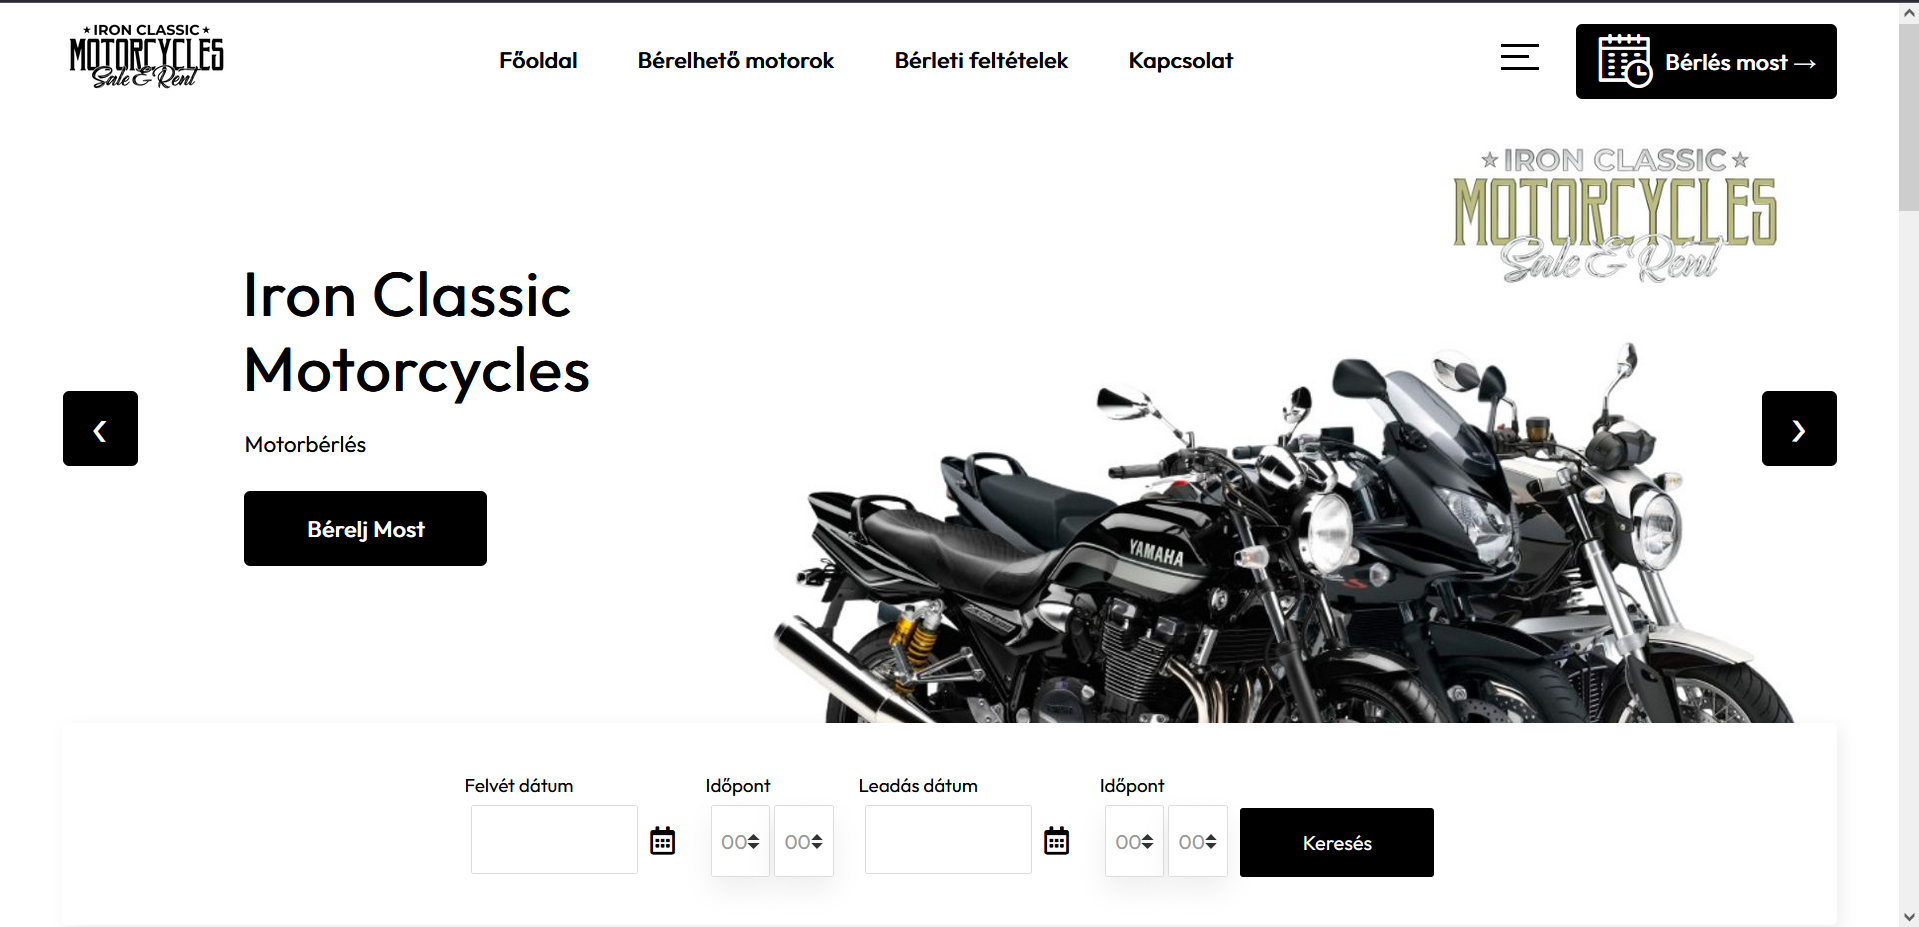 IRON CLASSIC
MOTORCYCLES
Sale & Rent
Főoldal
Bérelhető motorok
Bérleti feltételek
Kapcsolat
Bérlés most →
IRON CLASSIC
MOTORCYCLES
Sale & Rent
Iron Classic
Motorcycles
Motorbérlés
Bérelj Most
YAMAHA
Felvét dátum
Időpont
Leadás dátum
Időpont
00
00
00
00
Keresés